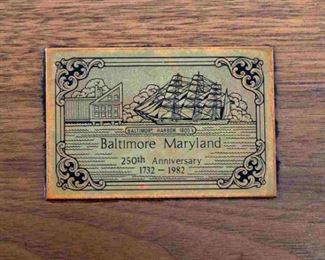 BALTIMORE HARBOR 1800's
Baltimore Maryland
250th Anniversary
1732 - 1982